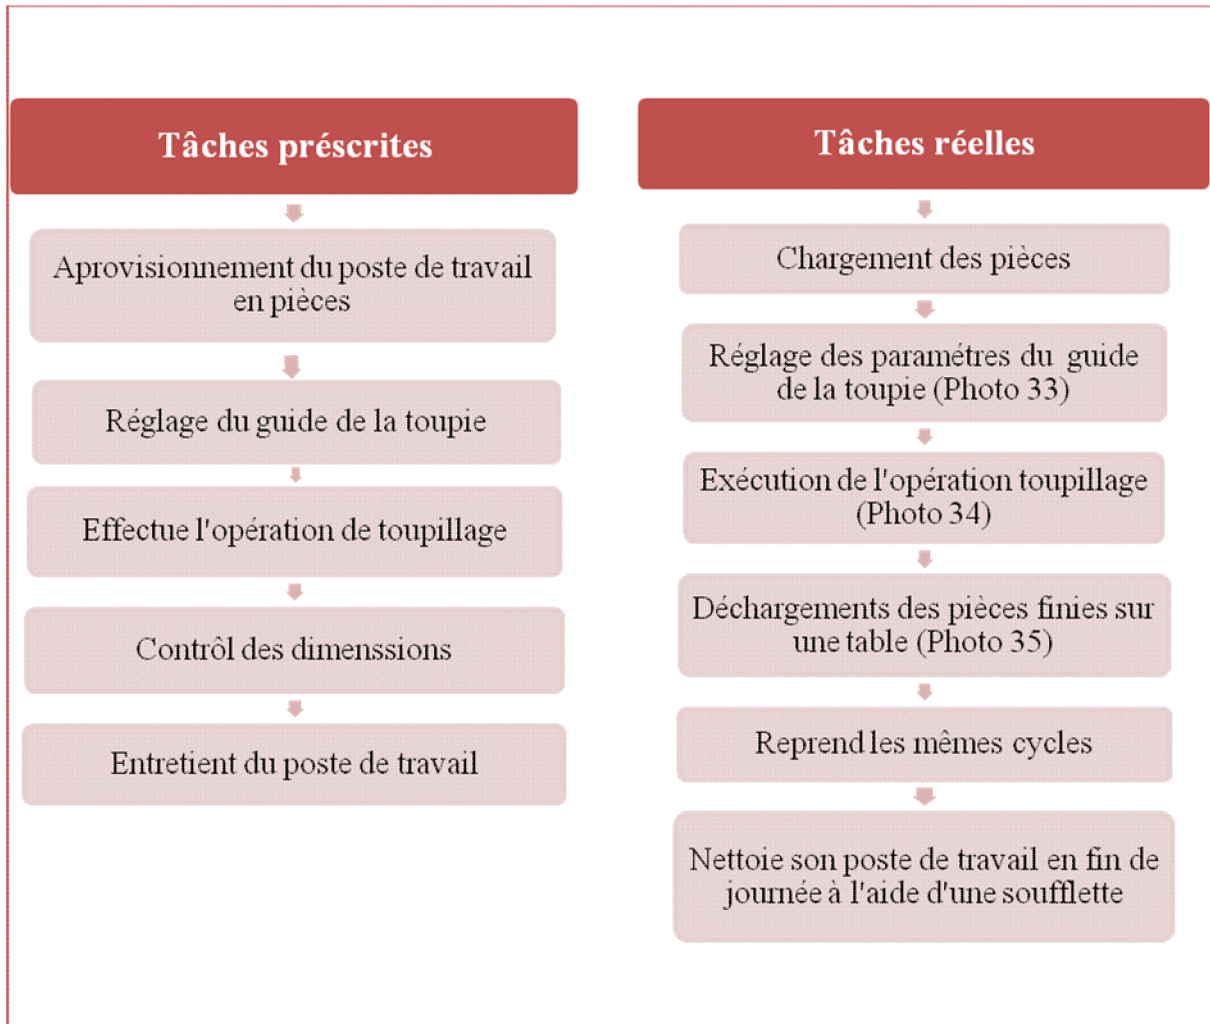 Tâches préscrites
Aprovisionnement du poste de travail
en pièces
Réglage du guide de la toupie
Effectue l'opération de toupillage
Contrôl des dimenssions
Entretient du poste de travail
Tâches réelles
Chargement des pièces
Réglage des paramétres du guide
de la toupie (Photo 33)
Exécution de l'opération toupillage
(Photo 34)
Déchargements des pièces finies sur
une table (Photo 35)
Reprend les mêmes cycles
Nettoie son poste de travail en fin de
journée à l'aide d'une soufflette